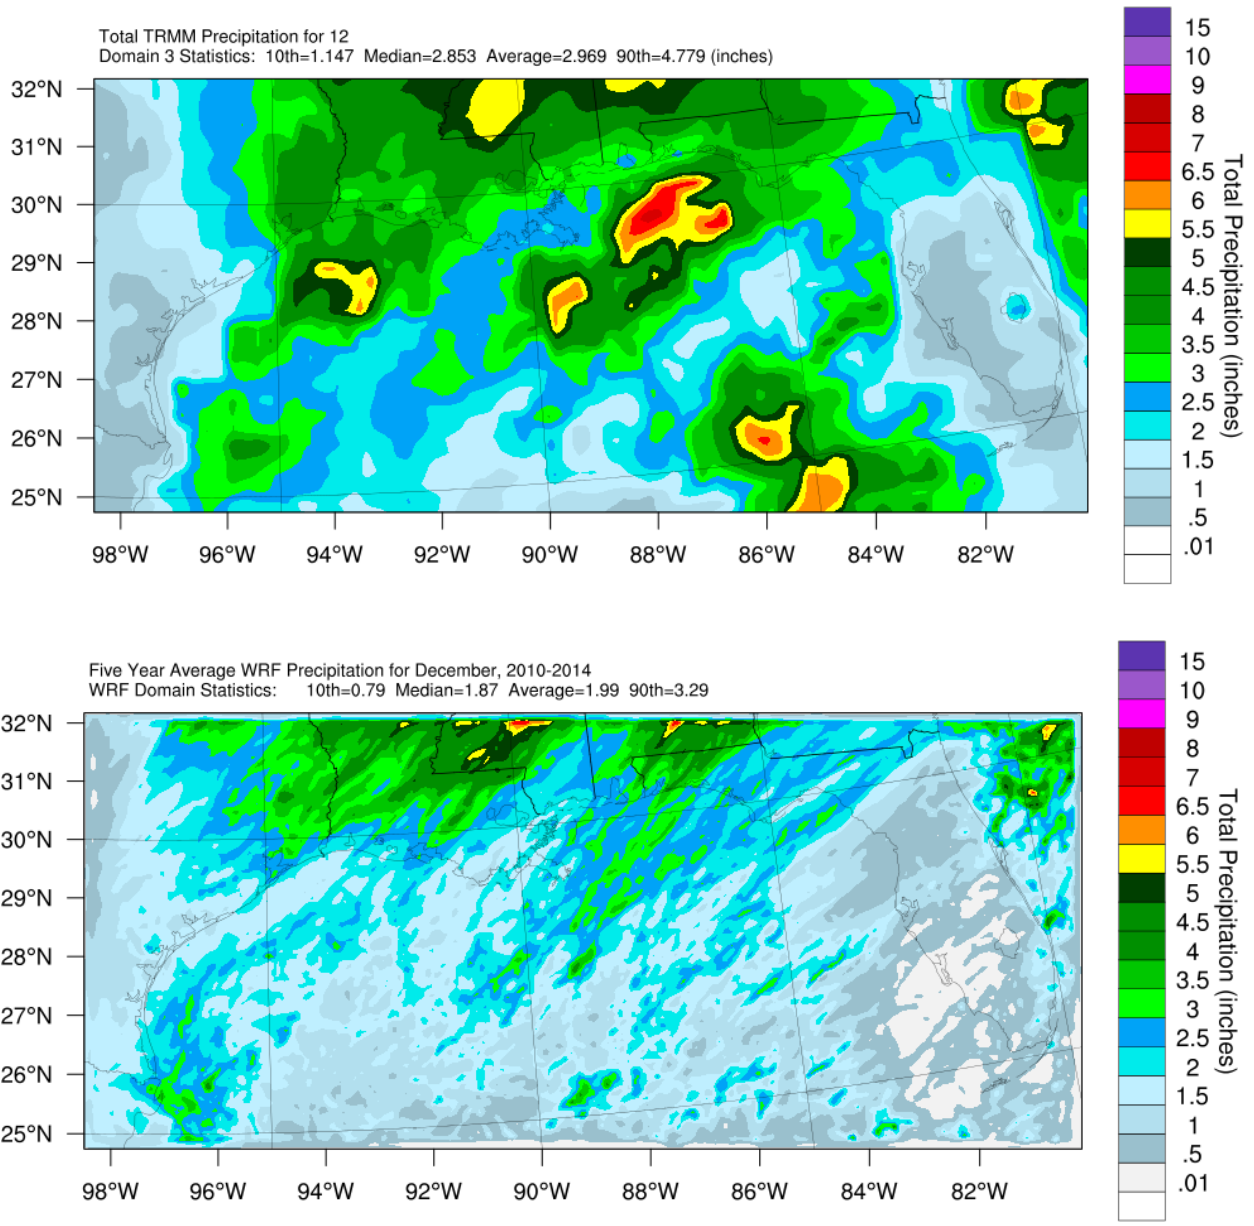 Total TRMM Precipitation for 12
Domain 3 Statistics: 10th=1.147 Median=2.853 Average=2.969 90th=4.779 (inches)
32°N
31°N
30°N
29°N
28°N
27°N
26°N
25°N
98°W 96°W 94°W 92°W 90°W 88°W 86°W 84°W 82°W
15
10
9
8
7
6.5
6
5.5
5
4.5
4
3.5
3
2.5
2
1.5
1
.5
.01
Total Precipitation (inches)
Five Year Average WRF Precipitation for December, 2010-2014
WRF Domain Statistics: 10th=0.79 Median=1.87 Average=1.99 90th=3.29
32°N
31°N
30°N
29°N
28°N
27°N
26°N
25°N
98°W 96°W 94°W 92°W 90°W 88°W 86°W 84°W 82°W
15
10
9
8
7
6.5
6
5.5
5
4.5
4
3.5
3
2.5
2
1.5
1
.5
.01
Total Precipitation (inches)